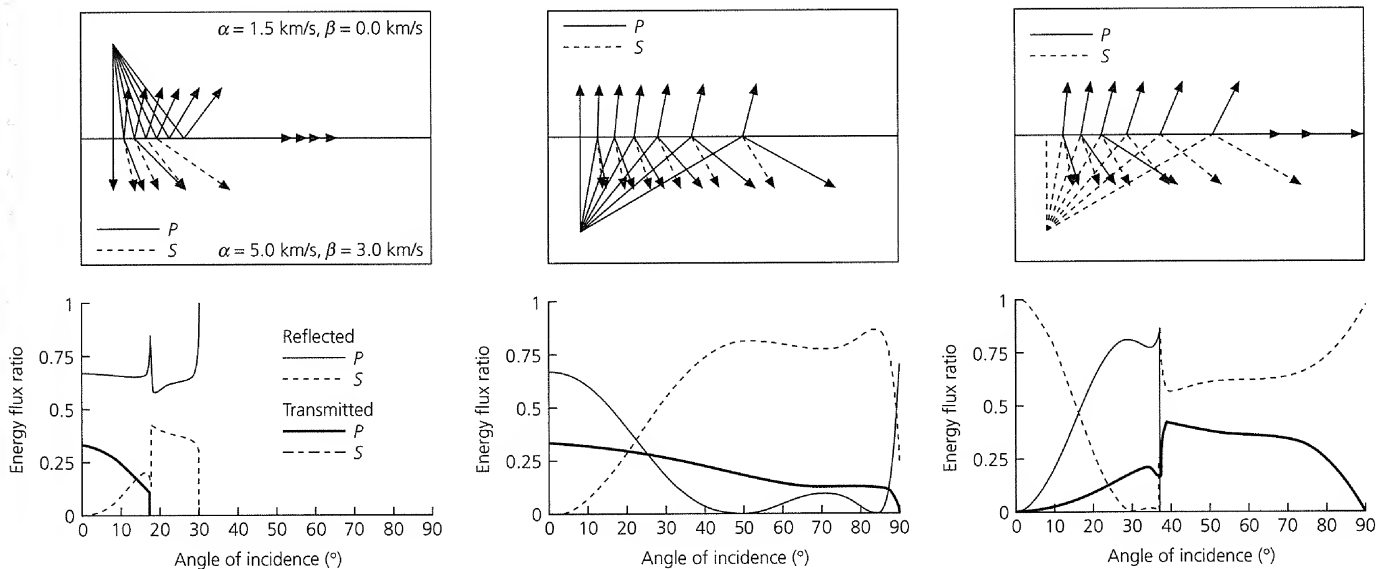 α = 1.5 km/s, β = 0.0 km/s
P
S
α = 5.0 km/s, β = 3.0 km/s
P
S
P
S
Energy flux ratio
1
0.75
0.5
0.25
0
0 10 20 30 40 50 60 70 80 90
Angle of incidence (°)
Reflected
P
S
Transmitted
P
S
Energy flux ratio
1
0.75
0.5
0.25
0
0 10 20 30 40 50 60 70 80 90
Angle of incidence (°)
Energy flux ratio
1
0.75
0.5
0.25
0
0 10 20 30 40 50 60 70 80 90
Angle of incidence (°)